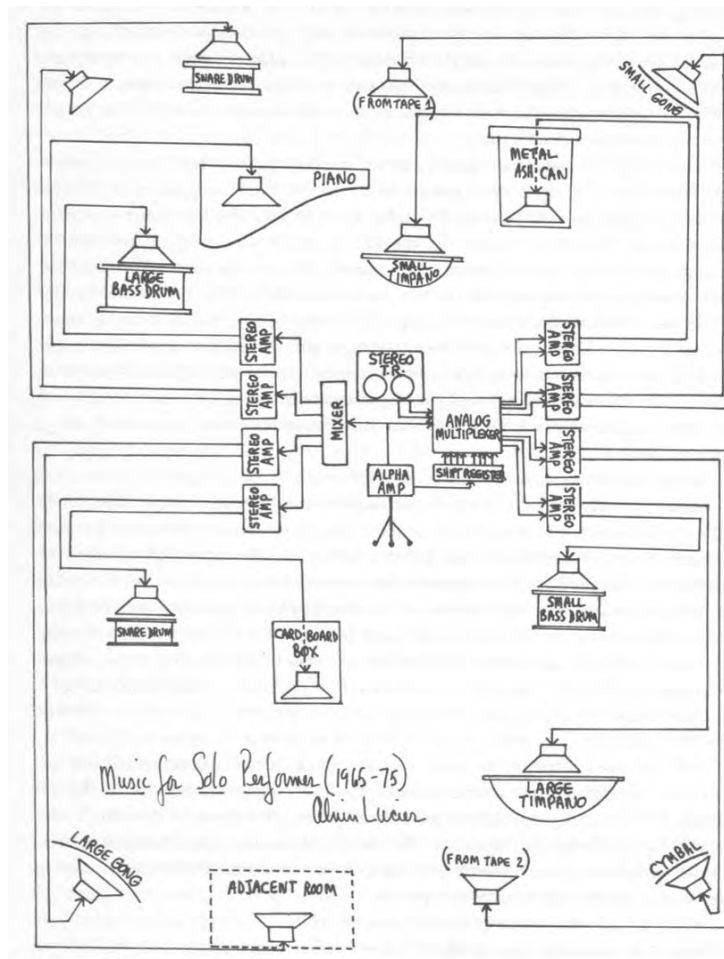 SNARE DRUM
(FROM TAPE 1)
SMALL GONG
METAL
ASH CAN
PIANO
LARGE
BASS DRUM
SMALL
TIMPANO
STEREO
AMP
STEREO
AMP
STEREO
AMP
STEREO
AMP
MIXER
STEREO
T.R.
ANALOG
MULTIPLEXER
SHIFT REGISTER
ALPHA
AMP
STEREO
AMP
STEREO
AMP
STEREO
AMP
STEREO
AMP
SNARE DRUM
CARDBOARD
BOX
SMALL
BASS DRUM
Music for Solo Performer (1965-75)
Alvin Lucier
LARGE
TIMPANO
LARGE GONG
ADJACENT ROOM
(FROM TAPE 2)
CYMBAL